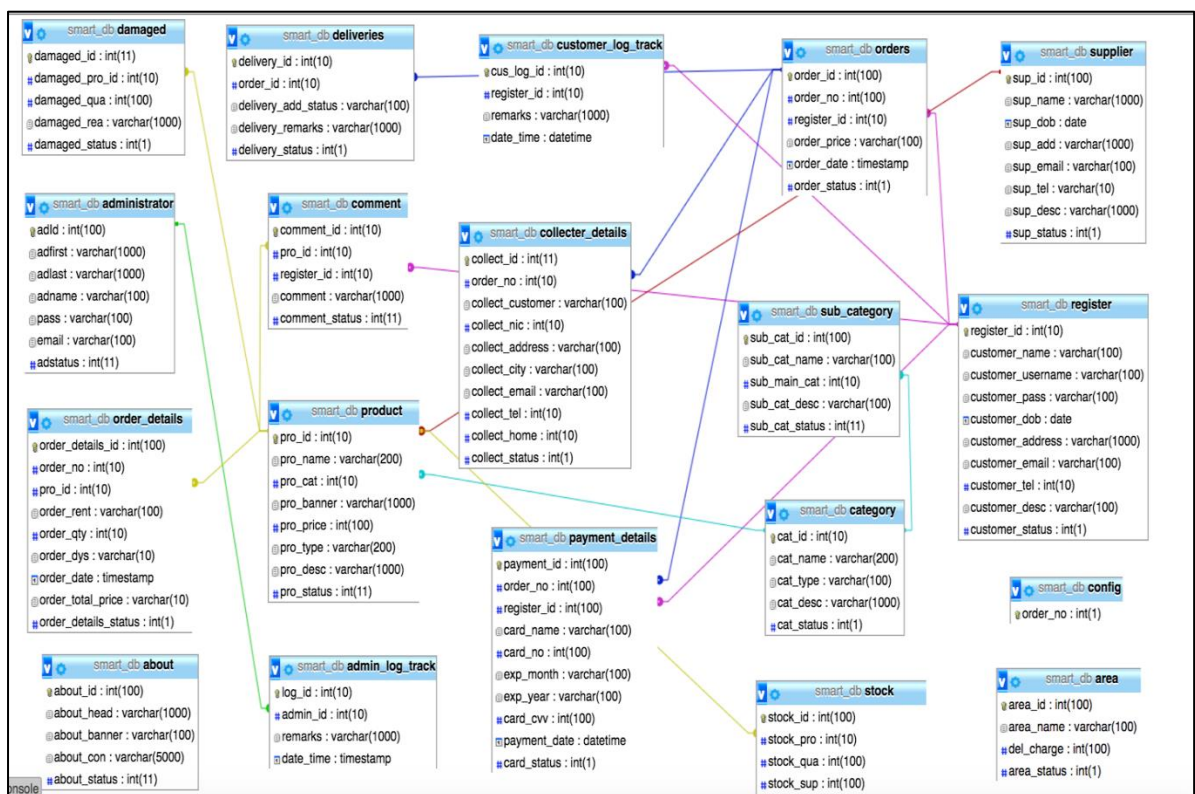 smart_db damaged
damaged_id : int(11)
damaged_pro_id : int(10)
damaged_qua : int(100)
damaged_rea : varchar(1000)
damaged_status : int(1)
smart_db deliveries
delivery_id : int(10)
order_id : int(10)
delivery_add_status : varchar(100)
delivery_remarks : varchar(1000)
delivery_status : int(1)
smart_db customer_log_track
cus_log_id : int(10)
register_id : int(10)
remarks : varchar(1000)
date_time : datetime
smart_db orders
order_id : int(100)
order_no : int(100)
register_id : int(10)
order_price : varchar(100)
order_date : timestamp
order_status : int(1)
smart_db supplier
sup_id : int(100)
sup_name : varchar(1000)
sup_dob : date
sup_add : varchar(1000)
sup_email : varchar(100)
sup_tel : varchar(10)
sup_desc : varchar(1000)
sup_status : int(1)
smart_db administrator
adId : int(100)
adfirst : varchar(1000)
adlast : varchar(1000)
adname : varchar(100)
pass : varchar(100)
email : varchar(100)
adstatus : int(11)
smart_db comment
comment_id : int(10)
pro_id : int(10)
register_id : int(10)
comment : varchar(1000)
comment_status : int(11)
smart_db collecter_details
collect_id : int(11)
order_no : int(10)
collect_customer : varchar(100)
collect_nic : int(10)
collect_address : varchar(100)
collect_city : varchar(100)
collect_email : varchar(100)
collect_tel : int(10)
collect_home : int(10)
collect_status : int(1)
smart_db sub_category
sub_cat_id : int(100)
sub_cat_name : varchar(100)
sub_main_cat : int(10)
sub_cat_desc : varchar(100)
sub_cat_status : int(11)
smart_db register
register_id : int(10)
customer_name : varchar(100)
customer_username : varchar(100)
customer_pass : varchar(100)
customer_dob : date
customer_address : varchar(1000)
customer_email : varchar(100)
customer_tel : int(10)
customer_desc : varchar(100)
customer_status : int(1)
smart_db order_details
order_details_id : int(100)
order_no : int(10)
pro_id : int(10)
order_rent : varchar(100)
order_qty : int(10)
order_dys : varchar(10)
order_date : timestamp
order_total_price : varchar(10)
order_details_status : int(1)
smart_db product
pro_id : int(10)
pro_name : varchar(200)
pro_cat : int(10)
pro_banner : varchar(1000)
pro_price : int(100)
pro_type : varchar(200)
pro_desc : varchar(1000)
pro_status : int(11)
smart_db payment_details
payment_id : int(100)
order_no : int(100)
register_id : int(100)
card_name : varchar(100)
card_no : int(100)
exp_month : varchar(100)
exp_year : varchar(100)
card_cvv : int(100)
payment_date : datetime
card_status : int(1)
smart_db category
cat_id : int(10)
cat_name : varchar(200)
cat_type : varchar(100)
cat_desc : varchar(1000)
cat_status : int(1)
smart_db config
order_no : int(1)
smart_db about
about_id : int(100)
about_head : varchar(1000)
about_banner : varchar(100)
about_con : varchar(5000)
about_status : int(11)
smart_db admin_log_track
log_id : int(10)
admin_id : int(10)
remarks : varchar(1000)
date_time : timestamp
smart_db stock
stock_id : int(100)
stock_pro : int(10)
stock_qua : int(100)
stock_sup : int(100)
smart_db area
area_id : int(100)
area_name : varchar(100)
del_charge : int(100)
area_status : int(1)
nsole